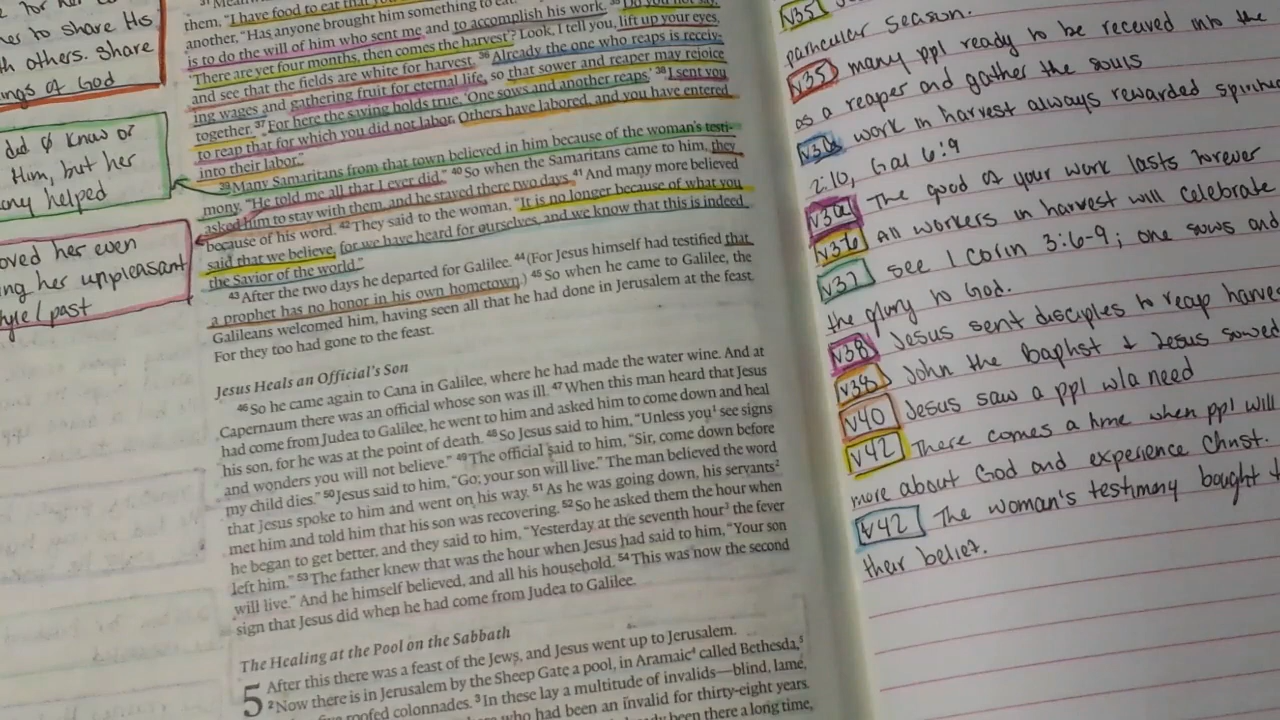 for her
her to share His
th others. share
ings of God
did ∅ know or
Him, but her
ony helped
oved her even
ing her unpleasant
tyle / past
them, "I have food to eat that
another, "Has anyone brought him something to eat
is to do the will of him who sent me and to accomplish his work. 35 Do you not say,
'There are yet four months, then comes the harvest'? Look, I tell you, lift up your eyes,
and see that the fields are white for harvest. 36 Already the one who reaps is receiv-
ing wages and gathering fruit for eternal life, so that sower and reaper may rejoice
together. 37 For here the saying holds true, 'One sows and another reaps.' 38 I sent you
to reap that for which you did not labor. Others have labored, and you have entered
into their labor."
39 Many Samaritans from that town believed in him because of the woman's testi-
mony, "He told me all that I ever did." 40 So when the Samaritans came to him, they
asked him to stay with them, and he stayed there two days. 41 And many more believed
because of his word. 42 They said to the woman, "It is no longer because of what you
said that we believe, for we have heard for ourselves, and we know that this is indeed
the Savior of the world."
43 After the two days he departed for Galilee. 44 (For Jesus himself had testified that
a prophet has no honor in his own hometown.) 45 So when he came to Galilee, the
Galileans welcomed him, having seen all that he had done in Jerusalem at the feast.
For they too had gone to the feast.
Jesus Heals an Official's Son
46 So he came again to Cana in Galilee, where he had made the water wine. And at
Capernaum there was an official whose son was ill. 47 When this man heard that Jesus
had come from Judea to Galilee, he went to him and asked him to come down and heal
his son, for he was at the point of death. 48 So Jesus said to him, "Unless you1 see signs
and wonders you will not believe." 49 The official said to him, "Sir, come down before
my child dies." 50 Jesus said to him, "Go; your son will live." The man believed the word
that Jesus spoke to him and went on his way. 51 As he was going down, his servants2
met him and told him that his son was recovering. 52 So he asked them the hour when
he began to get better, and they said to him, "Yesterday at the seventh hour3 the fever
left him." 53 The father knew that was the hour when Jesus had said to him, "Your son
will live." And he himself believed, and all his household. 54 This was now the second
sign that Jesus did when he had come from Judea to Galilee.
The Healing at the Pool on the Sabbath
5 After this there was a feast of the Jews, and Jesus went up to Jerusalem.
2 Now there is in Jerusalem by the Sheep Gate a pool, in Aramaic4 called Bethesda,5
roofed colonnades. 3 In these lay a multitude of invalids—blind, lame,
who had been an invalid for thirty-eight years.
been there a long time,
V35
particular season.
V35 many ppl ready to be received into the
as a reaper and gather the souls
V36 work in harvest always rewarded
2:10, Gal 6:9
V36 The good of your work lasts forever
V36 All workers in harvest will celebrate
V37 see 1 Corin 3:6-9; one sows and
the glory to God.
V38 Jesus sent disciples to reap
V38 John the Baptist + Jesus sowed
V40 Jesus saw a ppl w/a need
V42 There comes a time when ppl will
more about God and experience Christ.
V42 The woman's testimony bought
their belief.